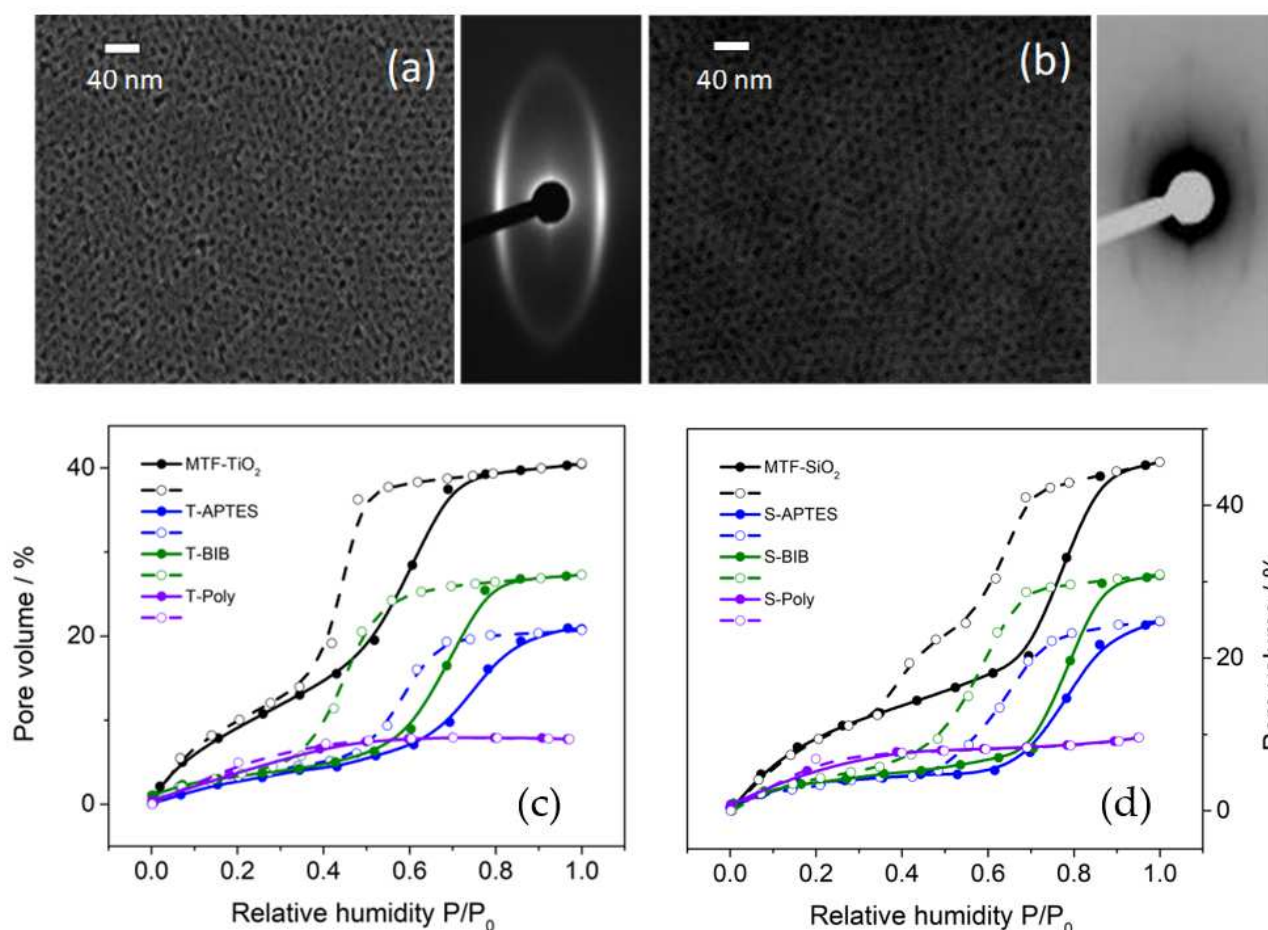 40 nm
(a)
40 nm
(b)
Pore volume / %
40
20
0
MTF-TiO₂
T-APTES
T-BIB
T-Poly
(c)
0.0 0.2 0.4 0.6 0.8 1.0
Relative humidity P/P₀
MTF-SiO₂
S-APTES
S-BIB
S-Poly
(d)
40
20
0
0.0 0.2 0.4 0.6 0.8 1.0
Relative humidity P/P₀